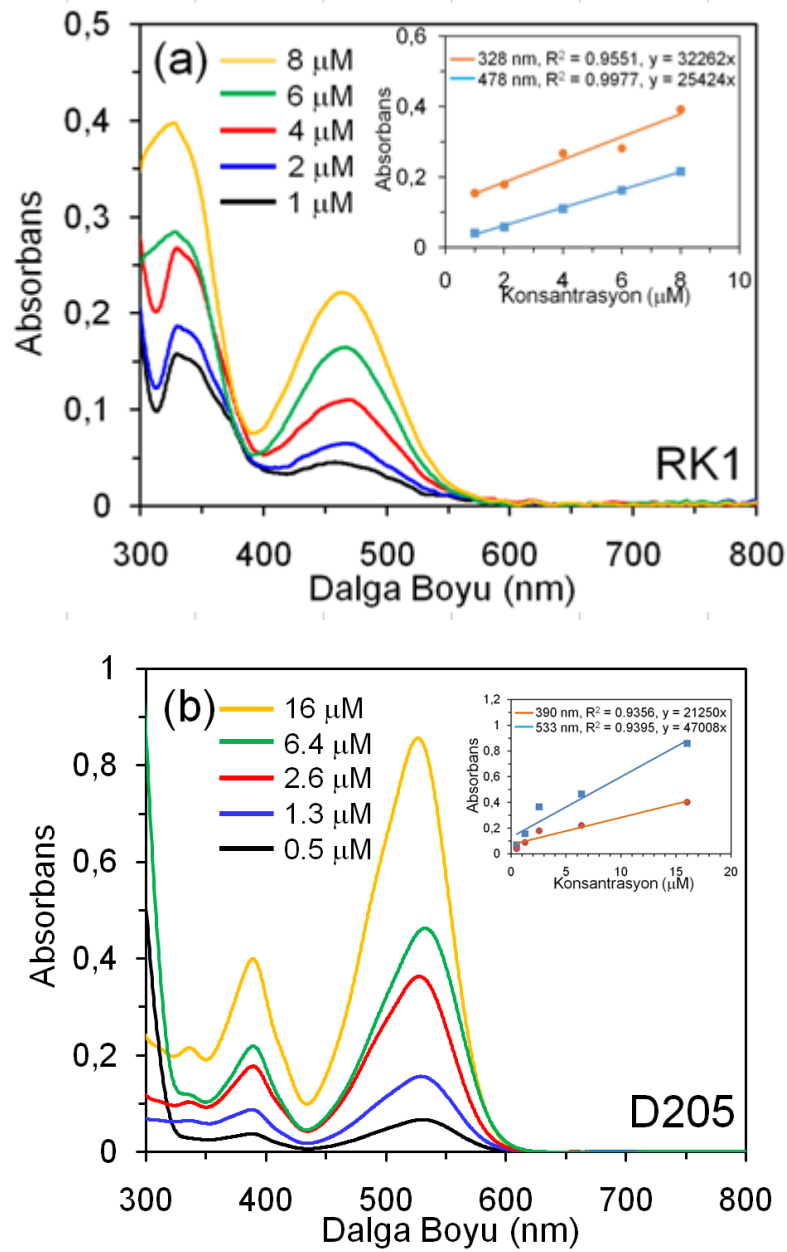 0,5
(a)
8 μM
6 μM
4 μM
2 μM
1 μM
0,4
0,3
0,2
0,1
0
Absorbans
0,6
0,4
0,2
0
Absorbans
328 nm, R² = 0.9551, y = 32262x
478 nm, R² = 0.9977, y = 25424x
0 2 4 6 8 10
Konsantrasyon (μM)
RK1
300 400 500 600 700 800
Dalga Boyu (nm)
1
(b)
16 μM
6.4 μM
2.6 μM
1.3 μM
0.5 μM
0,8
0,6
0,4
0,2
0
Absorbans
1,2
1
0,8
0,6
0,4
0,2
0
Absorbans
390 nm, R² = 0.9356, y = 21250x
533 nm, R² = 0.9395, y = 47008x
0 5 10 15 20
Konsantrasyon (μM)
D205
300 400 500 600 700 800
Dalga Boyu (nm)